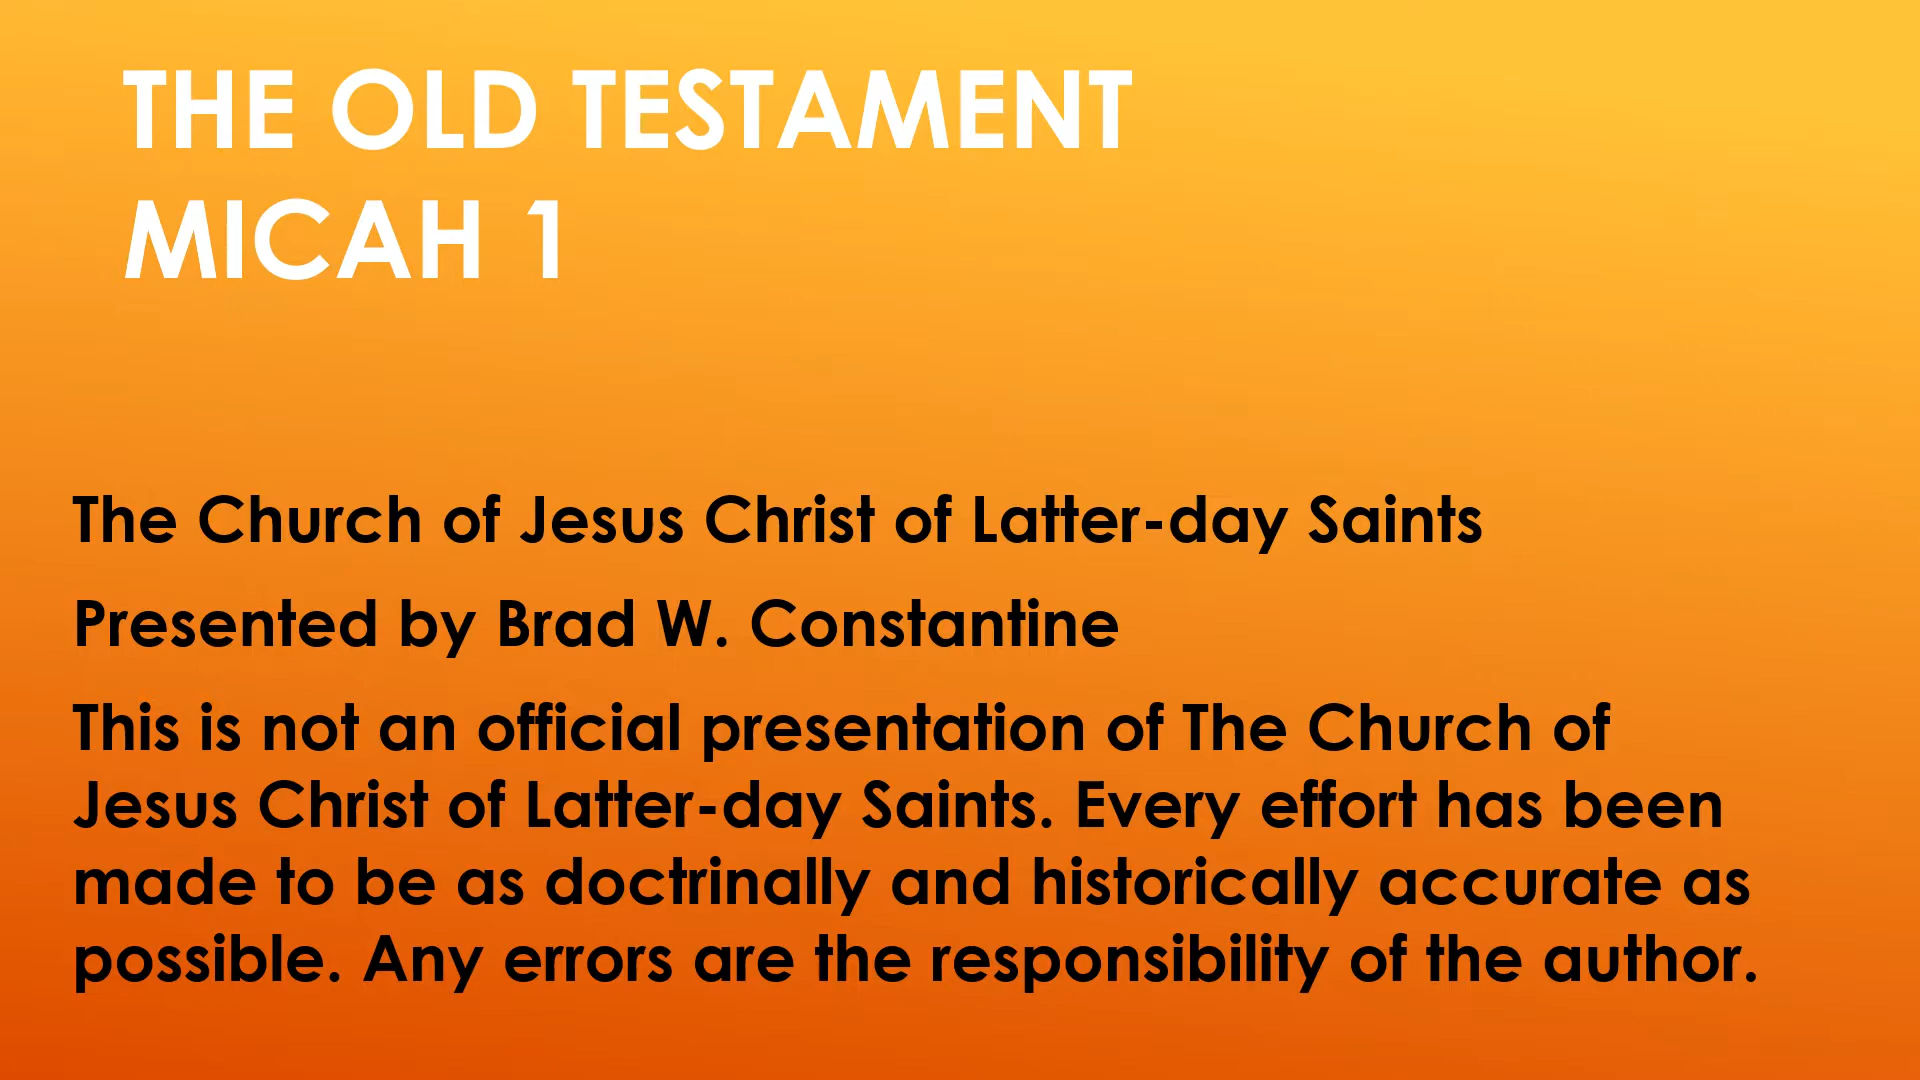 THE OLD TESTAMENT
MICAH 1
The Church of Jesus Christ of Latter-day Saints
Presented by Brad W. Constantine
This is not an official presentation of The Church of
Jesus Christ of Latter-day Saints. Every effort has been
made to be as doctrinally and historically accurate as
possible. Any errors are the responsibility of the author.